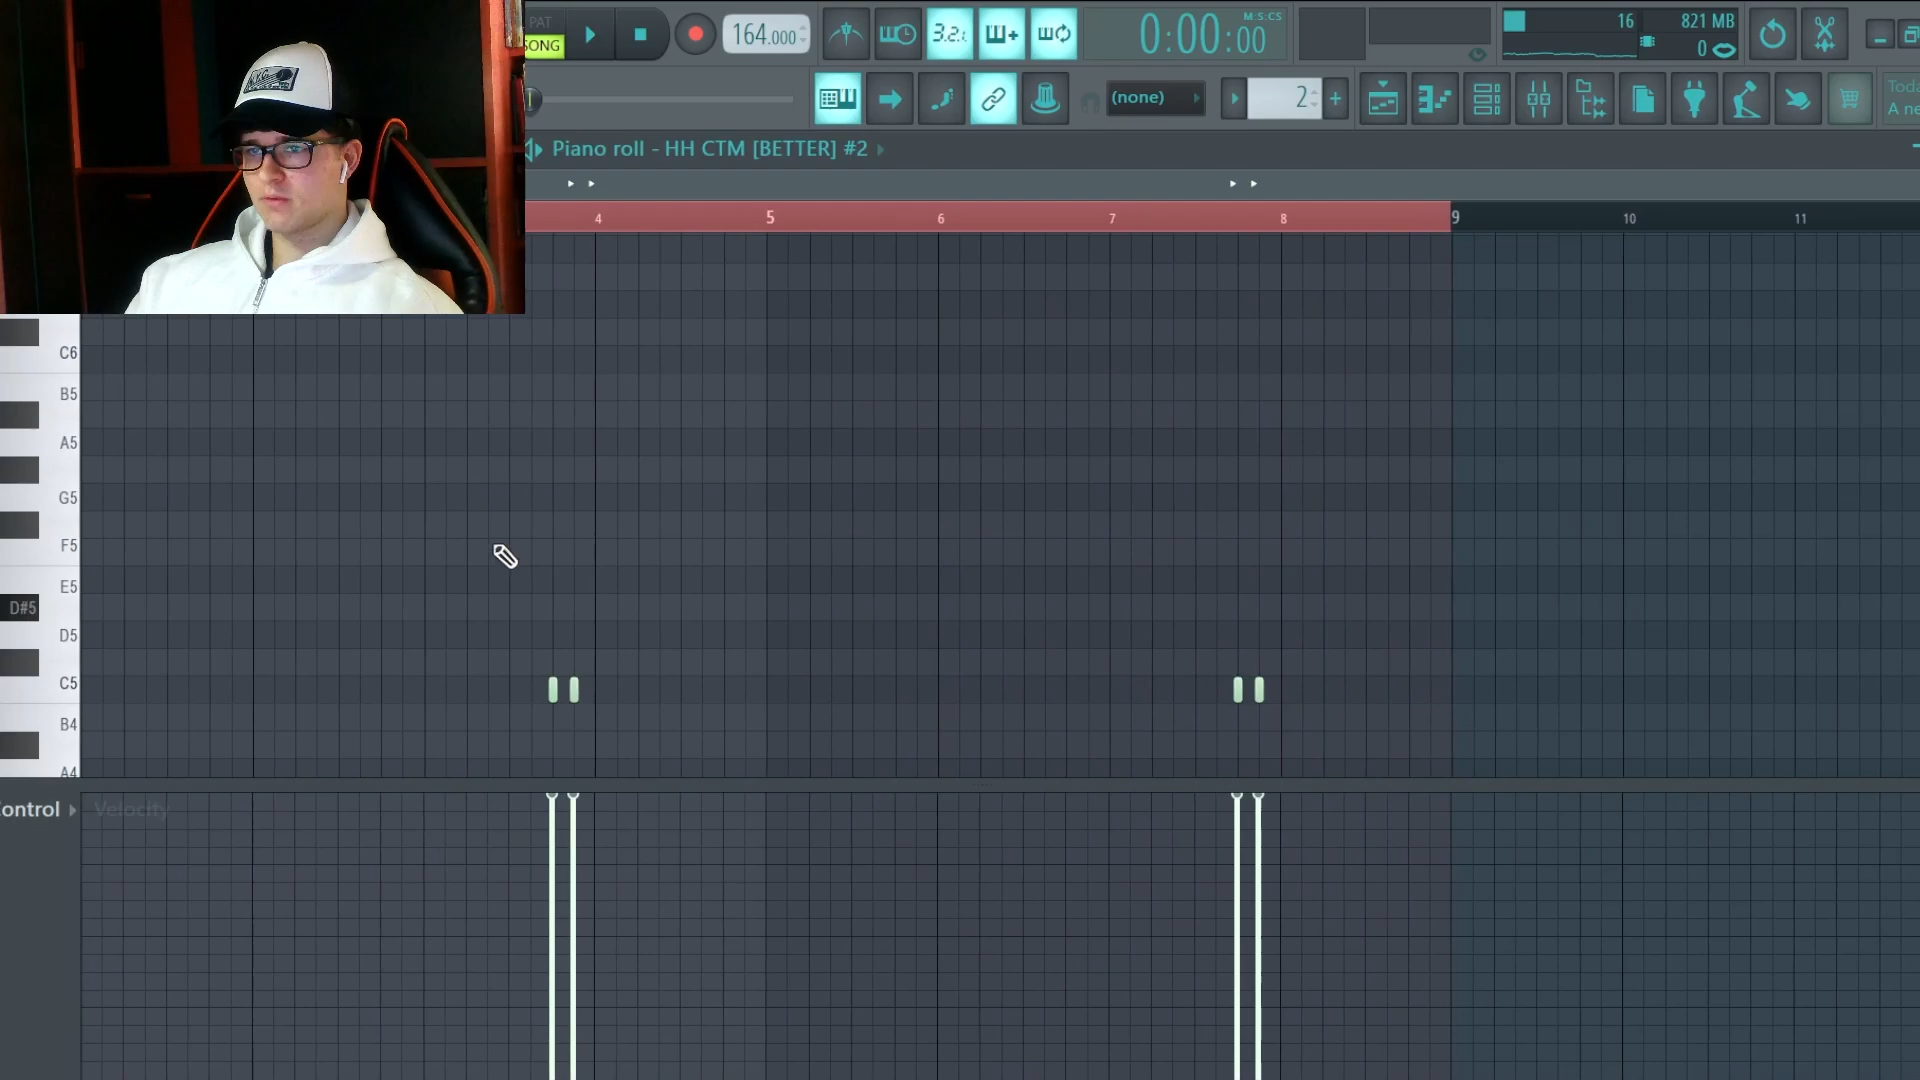 PAT
SONG
164.000
3.2.
0:00:00
M:S:CS
16
821 MB
0
(none)
2
Toda
A ne
Piano roll - HH CTM [BETTER] #2
4 5 6 7 8 9 10 11
C6
B5
A5
G5
F5
E5
D#5
D5
C5
B4
A4
Control
Velocity